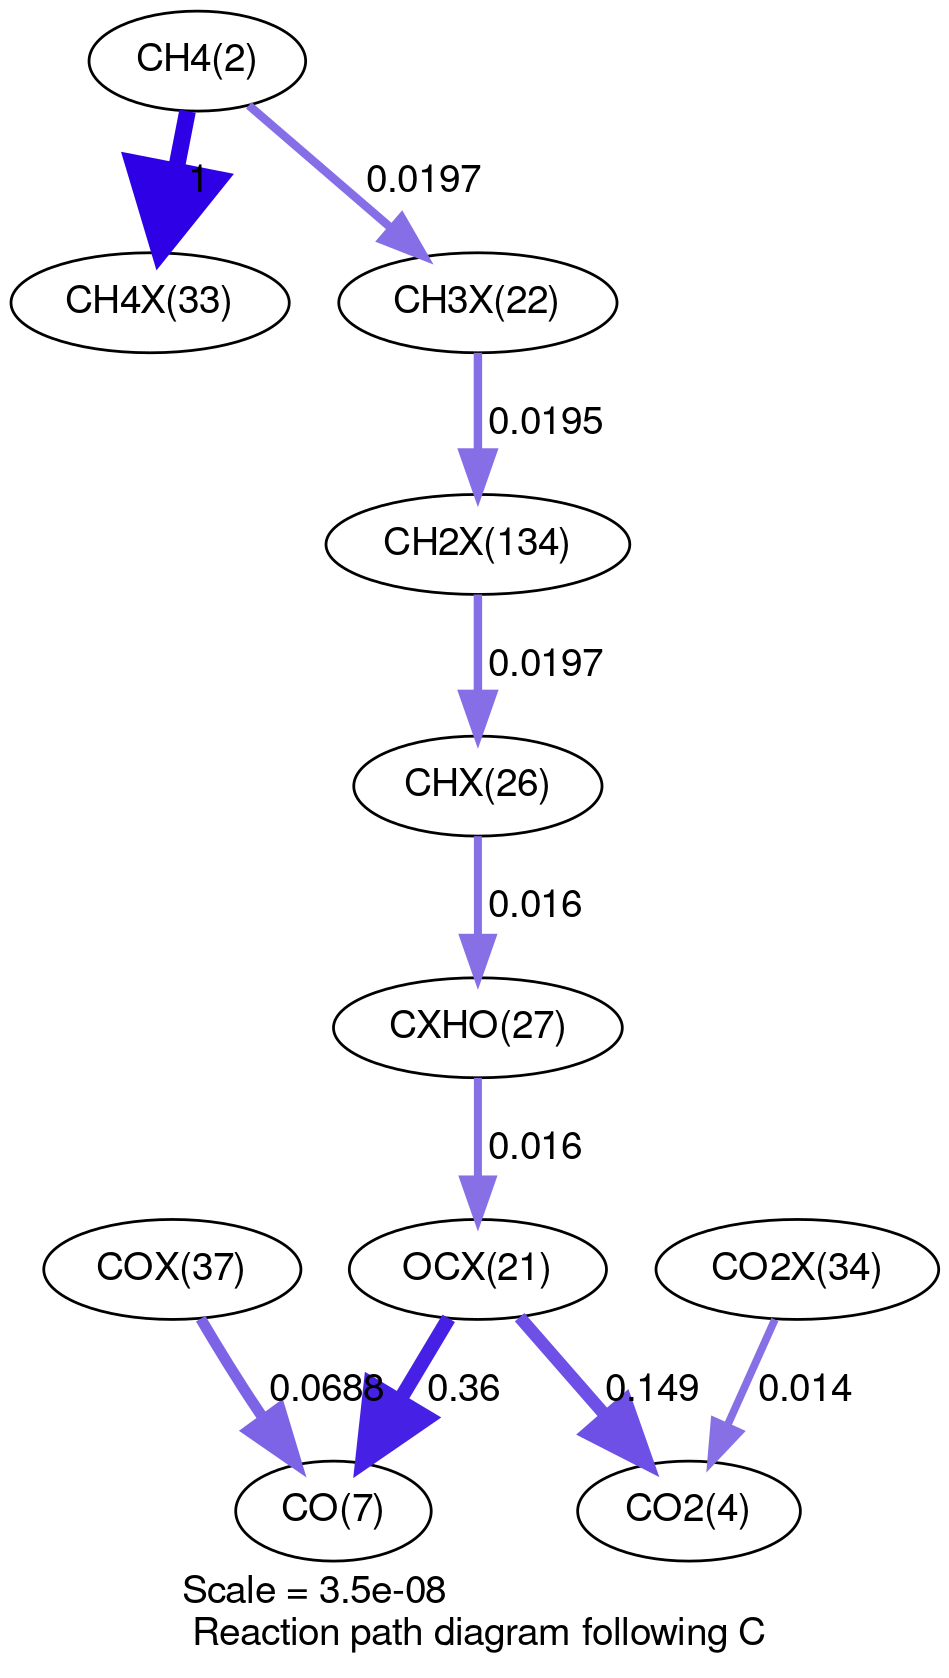 CH4(2)
1
0.0197
CH4X(33)
CH3X(22)
0.0195
CH2X(134)
0.0197
CHX(26)
0.016
CXHO(27)
0.016
COX(37)
OCX(21)
CO2X(34)
0.0688
0.36
0.149
0.014
CO(7)
CO2(4)
Scale = 3.5e-08
Reaction path diagram following C